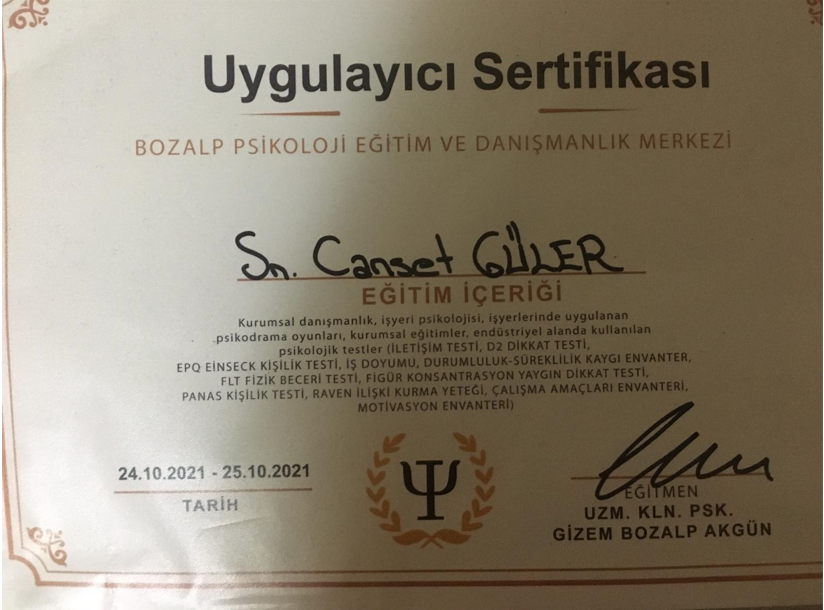 Uygulayıcı Sertifikası
BOZALP PSİKOLOJİ EĞİTİM VE DANIŞMANLIK MERKEZİ
Sn. Canset GÜLER
EĞİTİM İÇERİĞİ
Kurumsal danışmanlık, işyeri psikolojisi, işyerlerinde uygulanan
psikodrama oyunları, kurumsal eğitimler, endüstriyel alanda kullanılan
psikolojik testler (İLETİŞİM TESTİ, D2 DİKKAT TESTİ,
EPQ EİNSECK KİŞİLİK TESTİ, İŞ DOYUMU, DURUMLULUK-SÜREKLİLİK KAYGI ENVANTER,
FLT FİZİK BECERİ TESTİ, FİGÜR KONSANTRASYON YAYGIN DİKKAT TESTİ,
PANAS KİŞİLİK TESTİ, RAVEN İLİŞKİ KURMA YETEĞİ, ÇALIŞMA AMAÇLARI ENVANTERİ,
MOTİVASYON ENVANTERİ)
24.10.2021 - 25.10.2021
TARİH
Ψ
EĞİTMEN
UZM. KLN. PSK.
GİZEM BOZALP AKGÜN